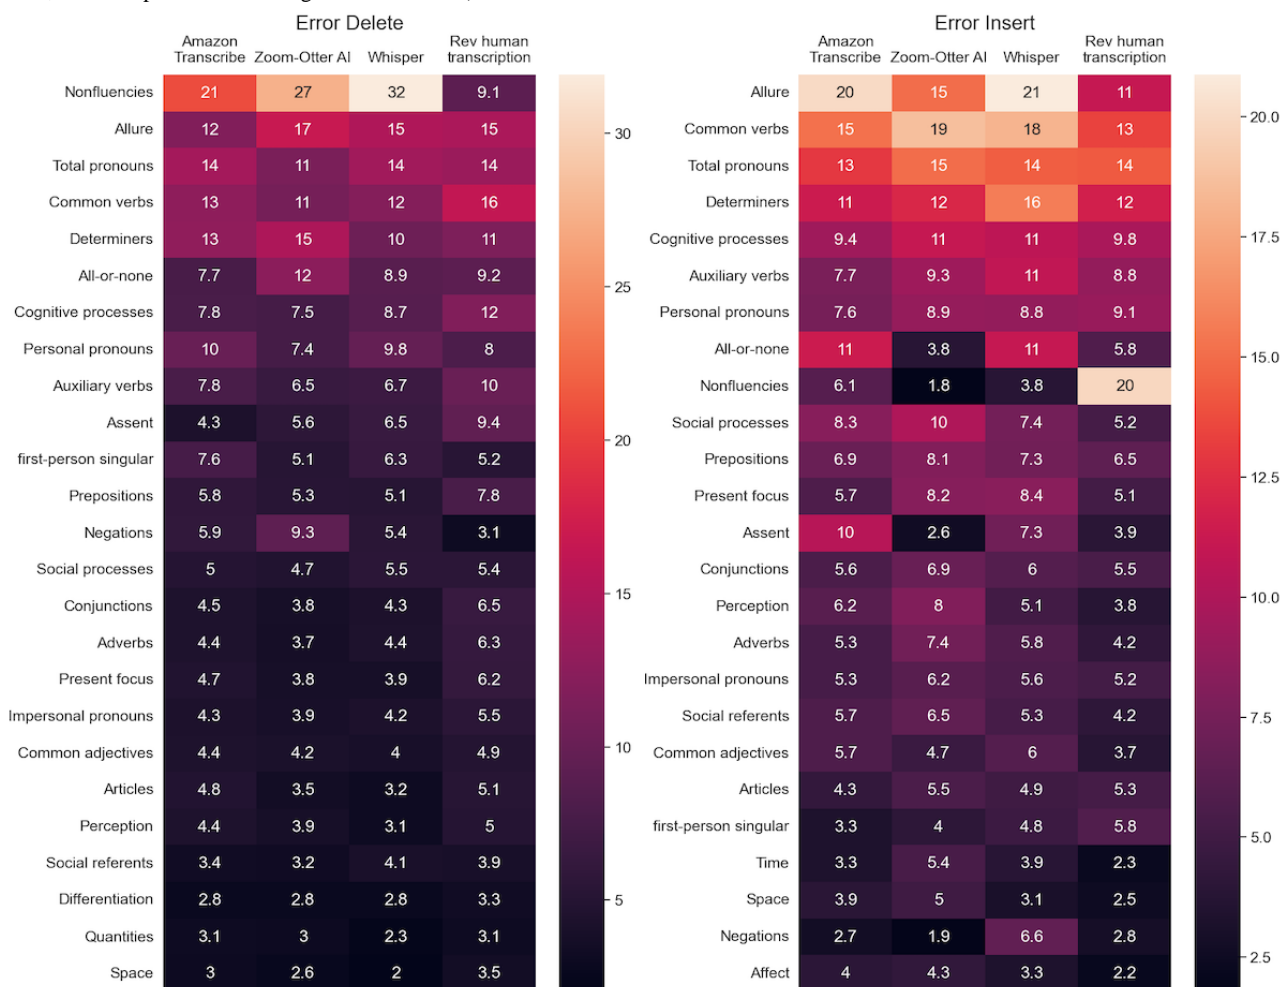 Error Delete
Amazon Transcribe Zoom-Otter AI Whisper Rev human transcription
Nonfluencies 21 27 32 9.1
Allure 12 17 15 15
Total pronouns 14 11 14 14
Common verbs 13 11 12 16
Determiners 13 15 10 11
All-or-none 7.7 12 8.9 9.2
Cognitive processes 7.8 7.5 8.7 12
Personal pronouns 10 7.4 9.8 8
Auxiliary verbs 7.8 6.5 6.7 10
Assent 4.3 5.6 6.5 9.4
first-person singular 7.6 5.1 6.3 5.2
Prepositions 5.8 5.3 5.1 7.8
Negations 5.9 9.3 5.4 3.1
Social processes 5 4.7 5.5 5.4
Conjunctions 4.5 3.8 4.3 6.5
Adverbs 4.4 3.7 4.4 6.3
Present focus 4.7 3.8 3.9 6.2
Impersonal pronouns 4.3 3.9 4.2 5.5
Common adjectives 4.4 4.2 4 4.9
Articles 4.8 3.5 3.2 5.1
Perception 4.4 3.9 3.1 5
Social referents 3.4 3.2 4.1 3.9
Differentiation 2.8 2.8 2.8 3.3
Quantities 3.1 3 2.3 3.1
Space 3 2.6 2 3.5
30
25
20
15
10
5
Error Insert
Amazon Transcribe Zoom-Otter AI Whisper Rev human transcription
Allure 20 15 21 11
Common verbs 15 19 18 13
Total pronouns 13 15 14 14
Determiners 11 12 16 12
Cognitive processes 9.4 11 11 9.8
Auxiliary verbs 7.7 9.3 11 8.8
Personal pronouns 7.6 8.9 8.8 9.1
All-or-none 11 3.8 11 5.8
Nonfluencies 6.1 1.8 3.8 20
Social processes 8.3 10 7.4 5.2
Prepositions 6.9 8.1 7.3 6.5
Present focus 5.7 8.2 8.4 5.1
Assent 10 2.6 7.3 3.9
Conjunctions 5.6 6.9 6 5.5
Perception 6.2 8 5.1 3.8
Adverbs 5.3 7.4 5.8 4.2
Impersonal pronouns 5.3 6.2 5.6 5.2
Social referents 5.7 6.5 5.3 4.2
Common adjectives 5.7 4.7 6 3.7
Articles 4.3 5.5 4.9 5.3
first-person singular 3.3 4 4.8 5.8
Time 3.3 5.4 3.9 2.3
Space 3.9 5 3.1 2.5
Negations 2.7 1.9 6.6 2.8
Affect 4 4.3 3.3 2.2
20.0
17.5
15.0
12.5
10.0
7.5
5.0
2.5